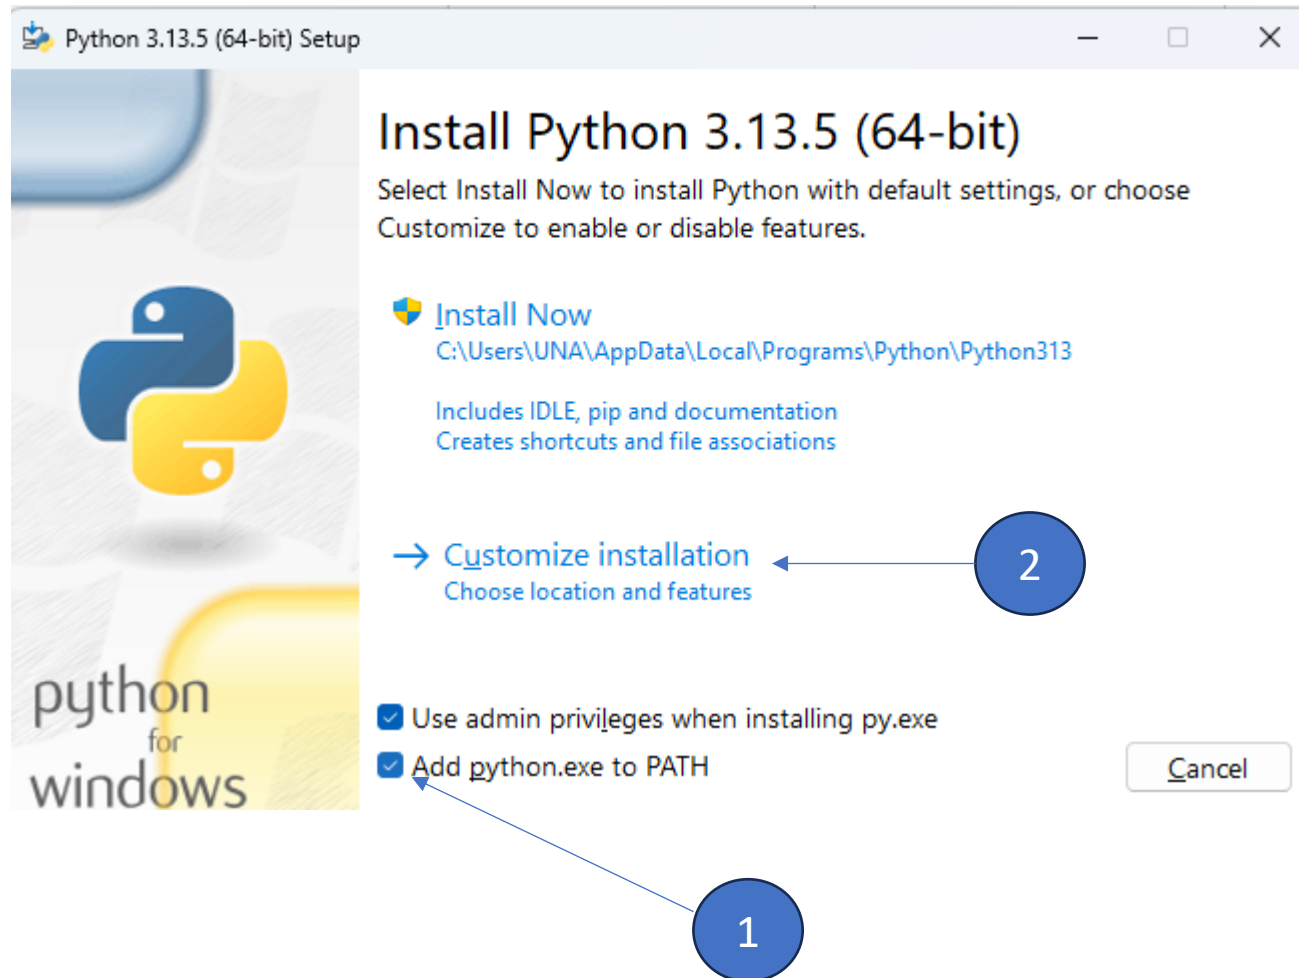 Python 3.13.5 (64-bit) Setup
Install Python 3.13.5 (64-bit)
Select Install Now to install Python with default settings, or choose
Customize to enable or disable features.
Install Now
C:\Users\UNA\AppData\Local\Programs\Python\Python313
Includes IDLE, pip and documentation
Creates shortcuts and file associations
Customize installation
Choose location and features
2
python
for
windows
Use admin privileges when installing py.exe
Add python.exe to PATH
Cancel
1